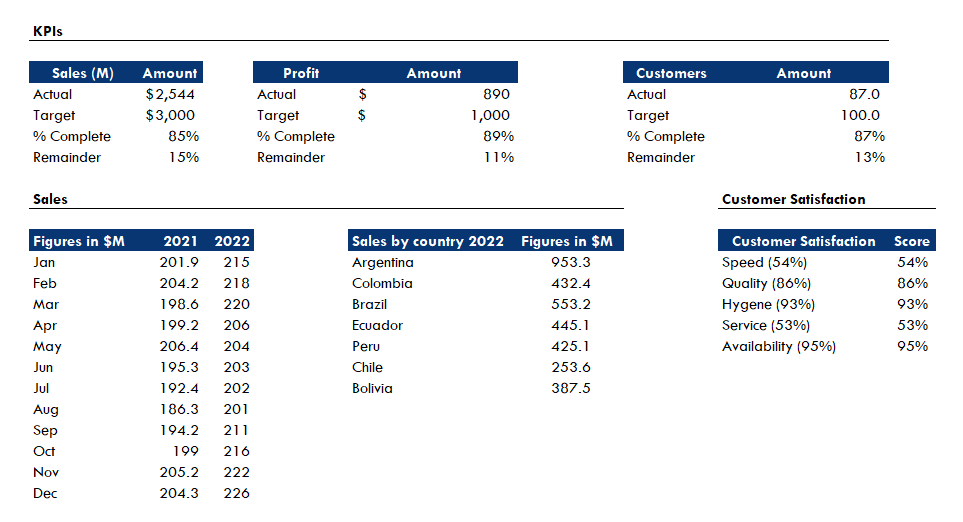 KPIs
Sales (M) Amount Profit Amount Customers Amount
Actual $2,544 Actual $ 890 Actual 87.0
Target $3,000 Target $ 1,000 Target 100.0
% Complete 85% % Complete 89% % Complete 87%
Remainder 15% Remainder 11% Remainder 13%
Sales Customer Satisfaction
Figures in $M 2021 2022 Sales by country 2022 Figures in $M Customer Satisfaction Score
Jan 201.9 215 Argentina 953.3 Speed (54%) 54%
Feb 204.2 218 Colombia 432.4 Quality (86%) 86%
Mar 198.6 220 Brazil 553.2 Hygene (93%) 93%
Apr 199.2 206 Ecuador 445.1 Service (53%) 53%
May 206.4 204 Peru 425.1 Availability (95%) 95%
Jun 195.3 203 Chile 253.6
Jul 192.4 202 Bolivia 387.5
Aug 186.3 201
Sep 194.2 211
Oct 199 216
Nov 205.2 222
Dec 204.3 226